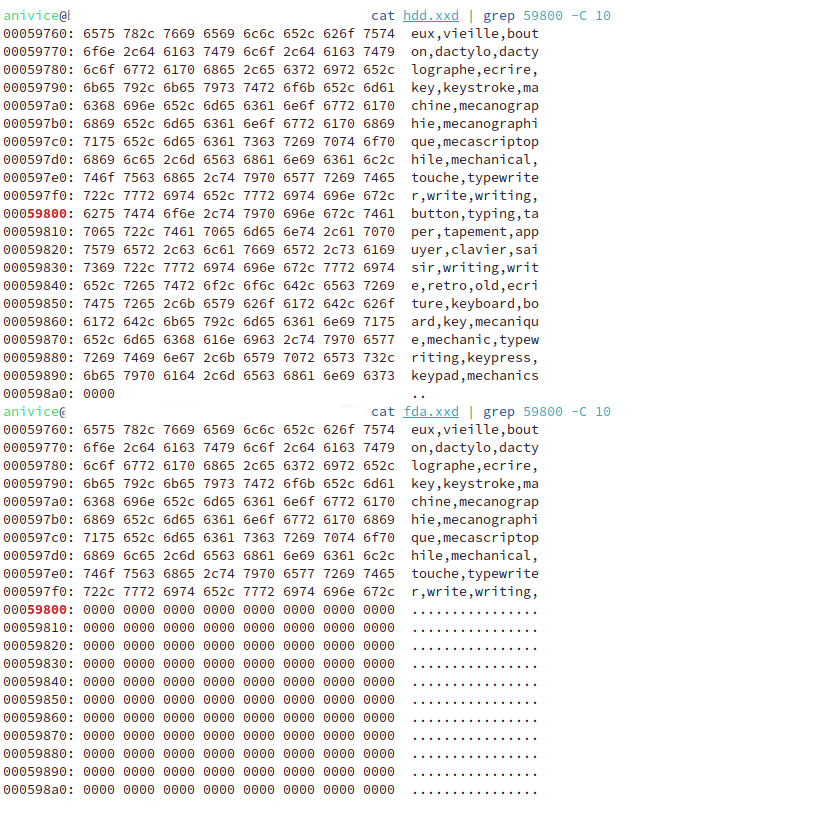 anivice@ cat hdd.xxd | grep 59800 -C 10
00059760: 6575 782c 7669 6569 6c6c 652c 626f 7574  eux,vieille,bout
00059770: 6f6e 2c64 6163 7479 6c6f 2c64 6163 7479  on,dactylo,dacty
00059780: 6c6f 6772 6170 6865 2c65 6372 6972 652c  lographe,ecrire,
00059790: 6b65 792c 6b65 7973 7472 6f6b 652c 6d61  key,keystroke,ma
000597a0: 6368 696e 652c 6d65 6361 6e6f 6772 6170  chine,mecanograp
000597b0: 6869 652c 6d65 6361 6e6f 6772 6170 6869  hie,mecanographi
000597c0: 7175 652c 6d65 6361 7363 7269 7074 6f70  que,mecascriptop
000597d0: 6869 6c65 2c6d 6563 6861 6e69 6361 6c2c  hile,mechanical,
000597e0: 746f 7563 6865 2c74 7970 6577 7269 7465  touche,typewrite
000597f0: 722c 7772 6974 652c 7772 6974 696e 672c  r,write,writing,
00059800: 6275 7474 6f6e 2c74 7970 696e 672c 7461  button,typing,ta
00059810: 7065 722c 7461 7065 6d65 6e74 2c61 7070  per,tapement,app
00059820: 7579 6572 2c63 6c61 7669 6572 2c73 6169  uyer,clavier,sai
00059830: 7369 722c 7772 6974 696e 672c 7772 6974  sir,writing,writ
00059840: 652c 7265 7472 6f2c 6f6c 642c 6563 7269  e,retro,old,ecri
00059850: 7475 7265 2c6b 6579 626f 6172 642c 626f  ture,keyboard,bo
00059860: 6172 642c 6b65 792c 6d65 6361 6e69 7175  ard,key,mecaniqu
00059870: 652c 6d65 6368 616e 6963 2c74 7970 6577  e,mechanic,typew
00059880: 7269 7469 6e67 2c6b 6579 7072 6573 732c  riting,keypress,
00059890: 6b65 7970 6164 2c6d 6563 6861 6e69 6373  keypad,mechanics
000598a0: 0000  ..
anivice@ cat fda.xxd | grep 59800 -C 10
00059760: 6575 782c 7669 6569 6c6c 652c 626f 7574  eux,vieille,bout
00059770: 6f6e 2c64 6163 7479 6c6f 2c64 6163 7479  on,dactylo,dacty
00059780: 6c6f 6772 6170 6865 2c65 6372 6972 652c  lographe,ecrire,
00059790: 6b65 792c 6b65 7973 7472 6f6b 652c 6d61  key,keystroke,ma
000597a0: 6368 696e 652c 6d65 6361 6e6f 6772 6170  chine,mecanograp
000597b0: 6869 652c 6d65 6361 6e6f 6772 6170 6869  hie,mecanographi
000597c0: 7175 652c 6d65 6361 7363 7269 7074 6f70  que,mecascriptop
000597d0: 6869 6c65 2c6d 6563 6861 6e69 6361 6c2c  hile,mechanical,
000597e0: 746f 7563 6865 2c74 7970 6577 7269 7465  touche,typewrite
000597f0: 722c 7772 6974 652c 7772 6974 696e 672c  r,write,writing,
00059800: 0000 0000 0000 0000 0000 0000 0000 0000  ................
00059810: 0000 0000 0000 0000 0000 0000 0000 0000  ................
00059820: 0000 0000 0000 0000 0000 0000 0000 0000  ................
00059830: 0000 0000 0000 0000 0000 0000 0000 0000  ................
00059840: 0000 0000 0000 0000 0000 0000 0000 0000  ................
00059850: 0000 0000 0000 0000 0000 0000 0000 0000  ................
00059860: 0000 0000 0000 0000 0000 0000 0000 0000  ................
00059870: 0000 0000 0000 0000 0000 0000 0000 0000  ................
00059880: 0000 0000 0000 0000 0000 0000 0000 0000  ................
00059890: 0000 0000 0000 0000 0000 0000 0000 0000  ................
000598a0: 0000 0000 0000 0000 0000 0000 0000 0000  ................